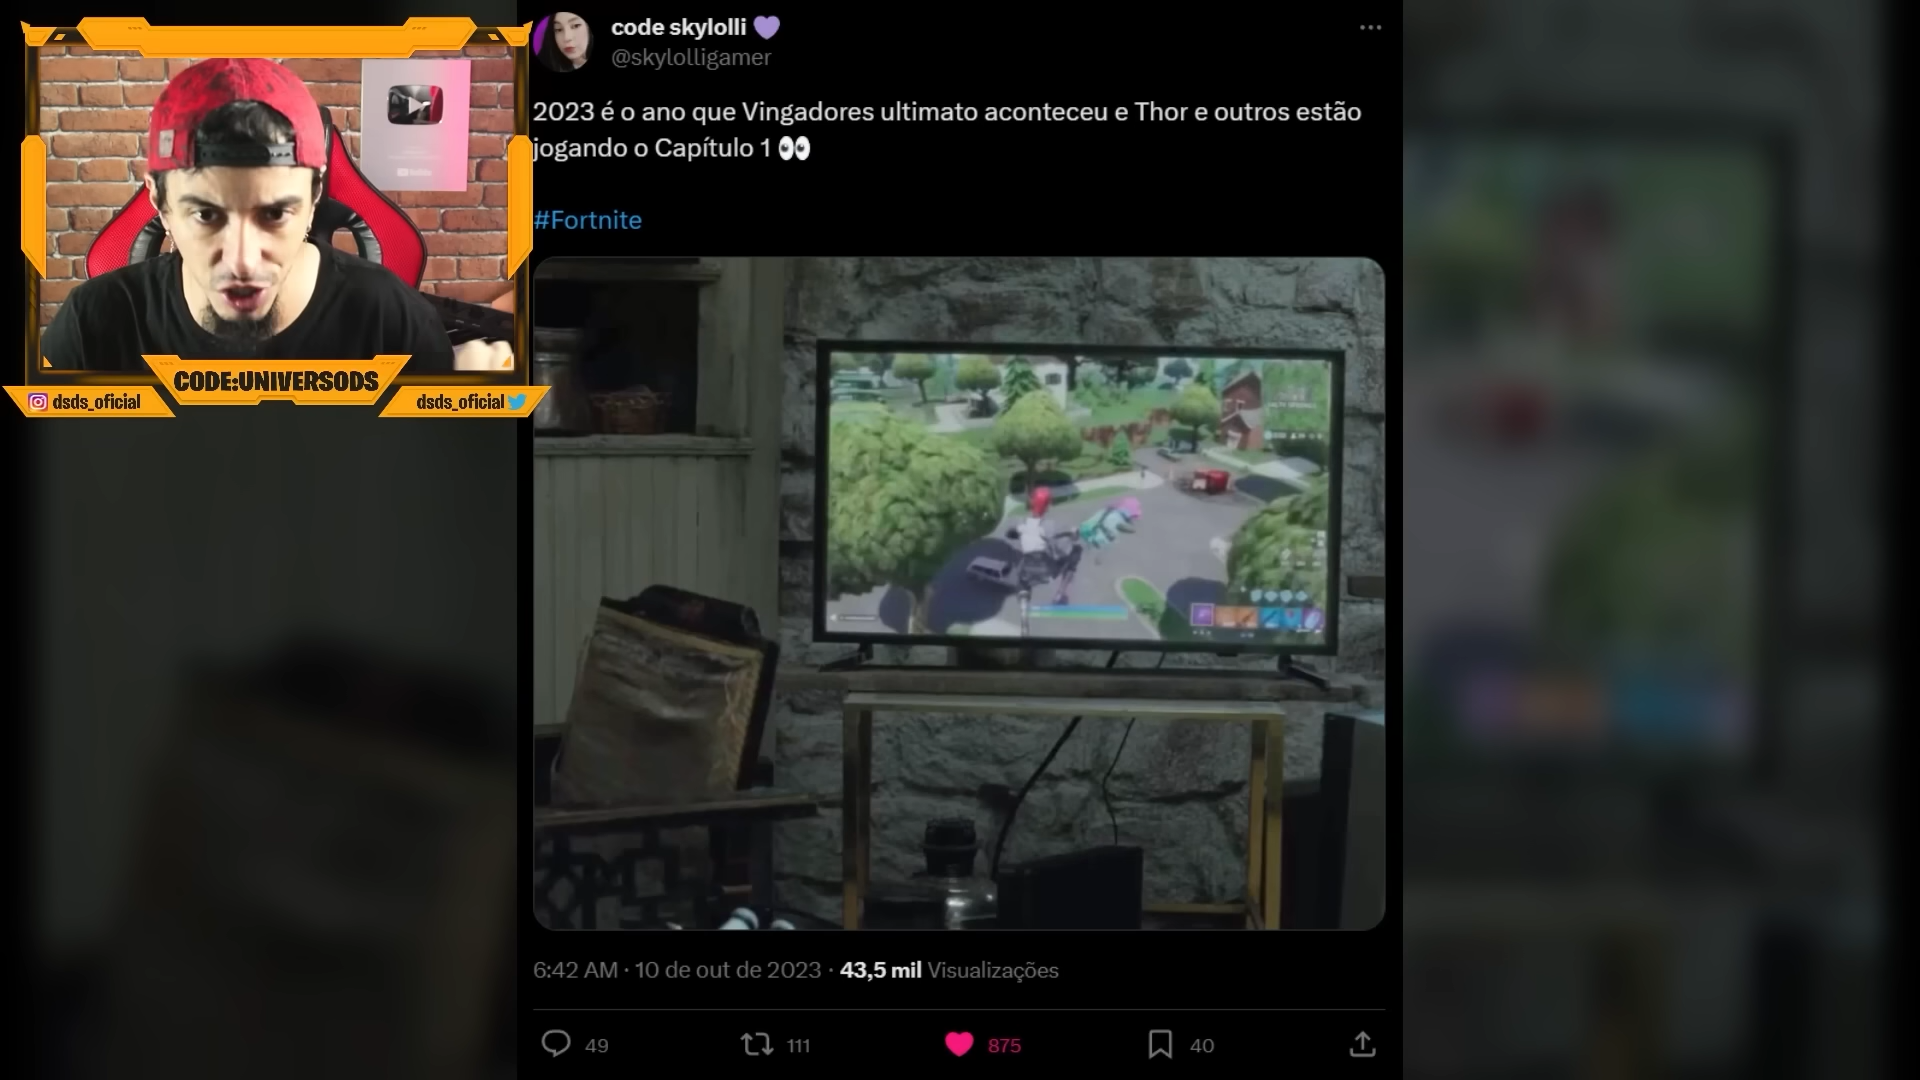 code skylolli 💜
@skylolligamer
2023 é o ano que Vingadores ultimato aconteceu e Thor e outros estão
jogando o Capítulo 1 👀
#Fortnite
CODE:UNIVERSODS
dsds_oficial
dsds_oficial
6:42 AM · 10 de out de 2023 · 43,5 mil Visualizações
49
111
875
40